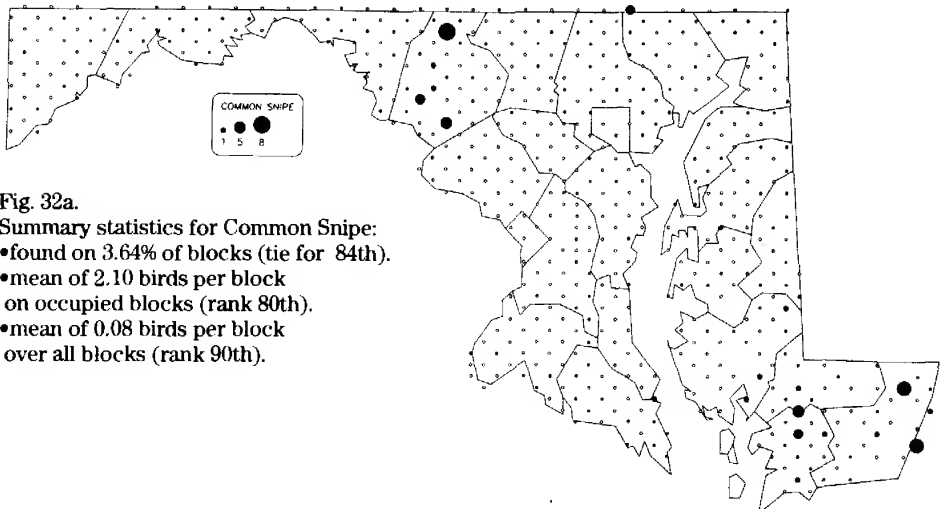 COMMON SNIPE
1 5 8
Fig. 32a.
Summary statistics for Common Snipe:
•found on 3.64% of blocks (tie for 84th).
•mean of 2.10 birds per block
on occupied blocks (rank 80th).
•mean of 0.08 birds per block
over all blocks (rank 90th).